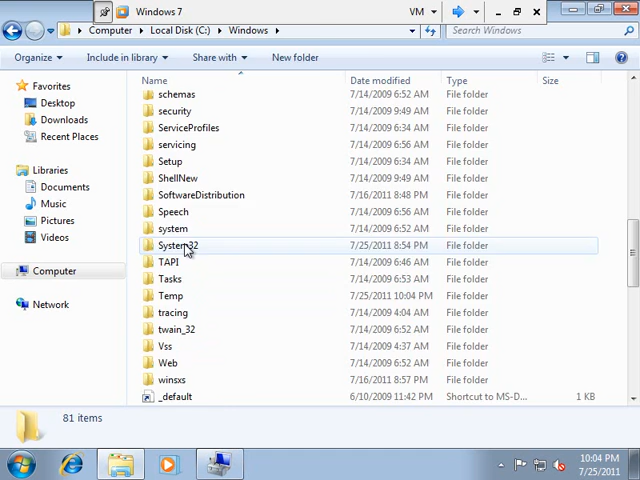 Windows 7
VM
Computer Local Disk (C:) Windows
Search Windows
Organize Include in library Share with New folder
Name Date modified Type Size
Favorites
Desktop
Downloads
Recent Places
Libraries
Documents
Music
Pictures
Videos
Computer
Network
schemas 7/14/2009 6:52 AM File folder
security 7/14/2009 9:49 AM File folder
ServiceProfiles 7/14/2009 6:34 AM File folder
servicing 7/14/2009 6:56 AM File folder
Setup 7/14/2009 6:34 AM File folder
ShellNew 7/14/2009 9:49 AM File folder
SoftwareDistribution 7/16/2011 8:48 PM File folder
Speech 7/14/2009 6:52 AM File folder
system 7/14/2009 6:52 AM File folder
System32 7/25/2011 8:54 PM File folder
TAPI 7/14/2009 6:46 AM File folder
Tasks 7/14/2009 6:53 AM File folder
Temp 7/25/2011 10:04 PM File folder
tracing 7/14/2009 4:04 AM File folder
twain_32 7/14/2009 6:52 AM File folder
Vss 7/14/2009 4:37 AM File folder
Web 7/14/2009 6:52 AM File folder
winsxs 7/16/2011 8:57 PM File folder
_default 6/10/2009 11:42 PM Shortcut to MS-D... 1 KB
81 items
10:04 PM
7/25/2011